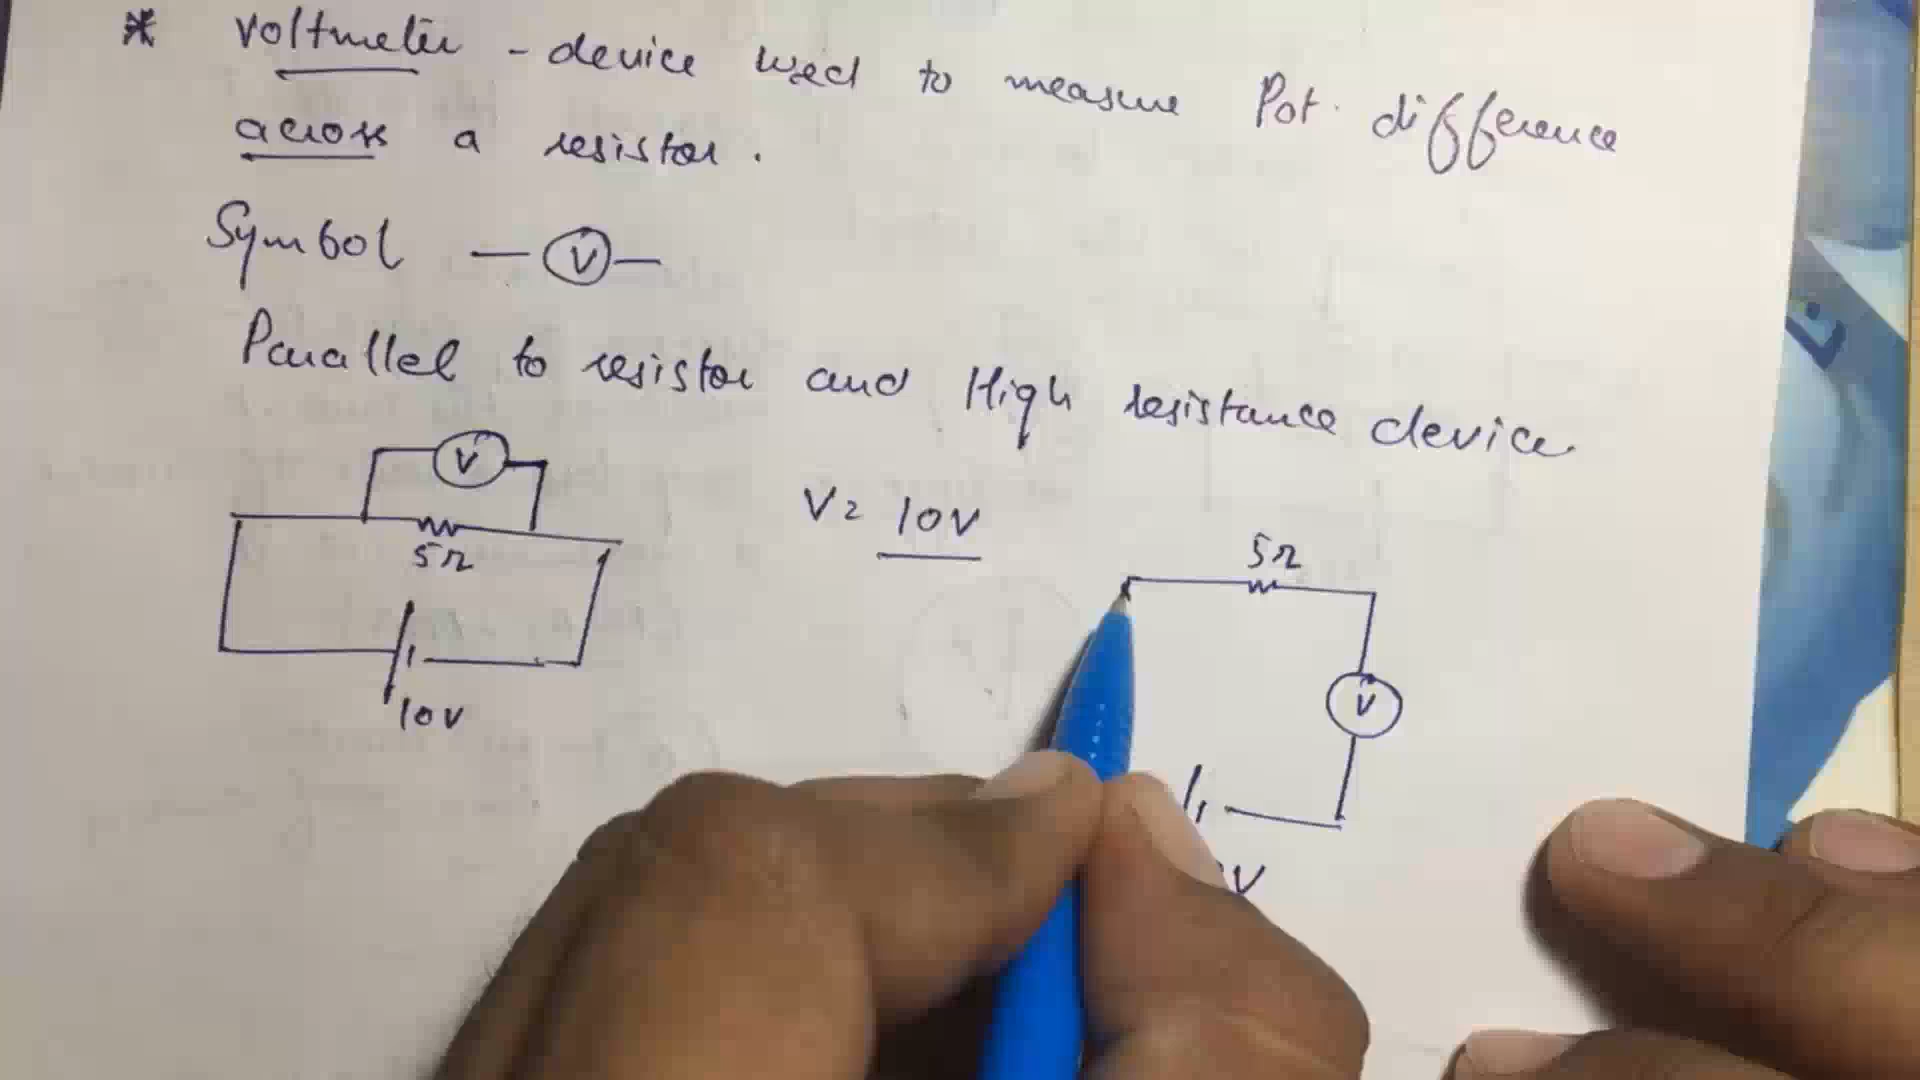 * Voltmeter - device used to measure Pot. difference
across a resistor.
Symbol V
Parallel to resistor and High resistance device
V
5Ω
10V
V = 10V
5Ω
V
V